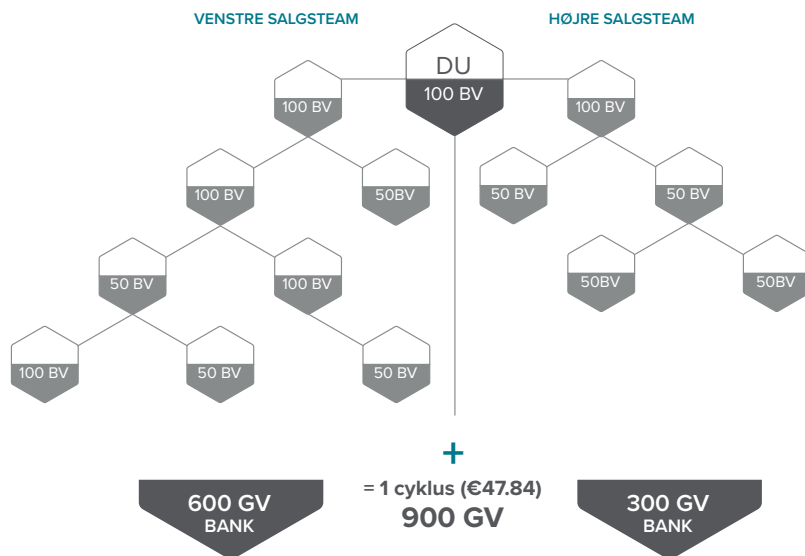 VENSTRE SALGSTEAM
HØJRE SALGSTEAM
DU
100 BV
100 BV
100 BV
100 BV
50BV
50 BV
50 BV
50 BV
100 BV
50BV
50BV
100 BV
50 BV
50 BV
+
= 1 cyklus (€47.84)
900 GV
600 GV
BANK
300 GV
BANK